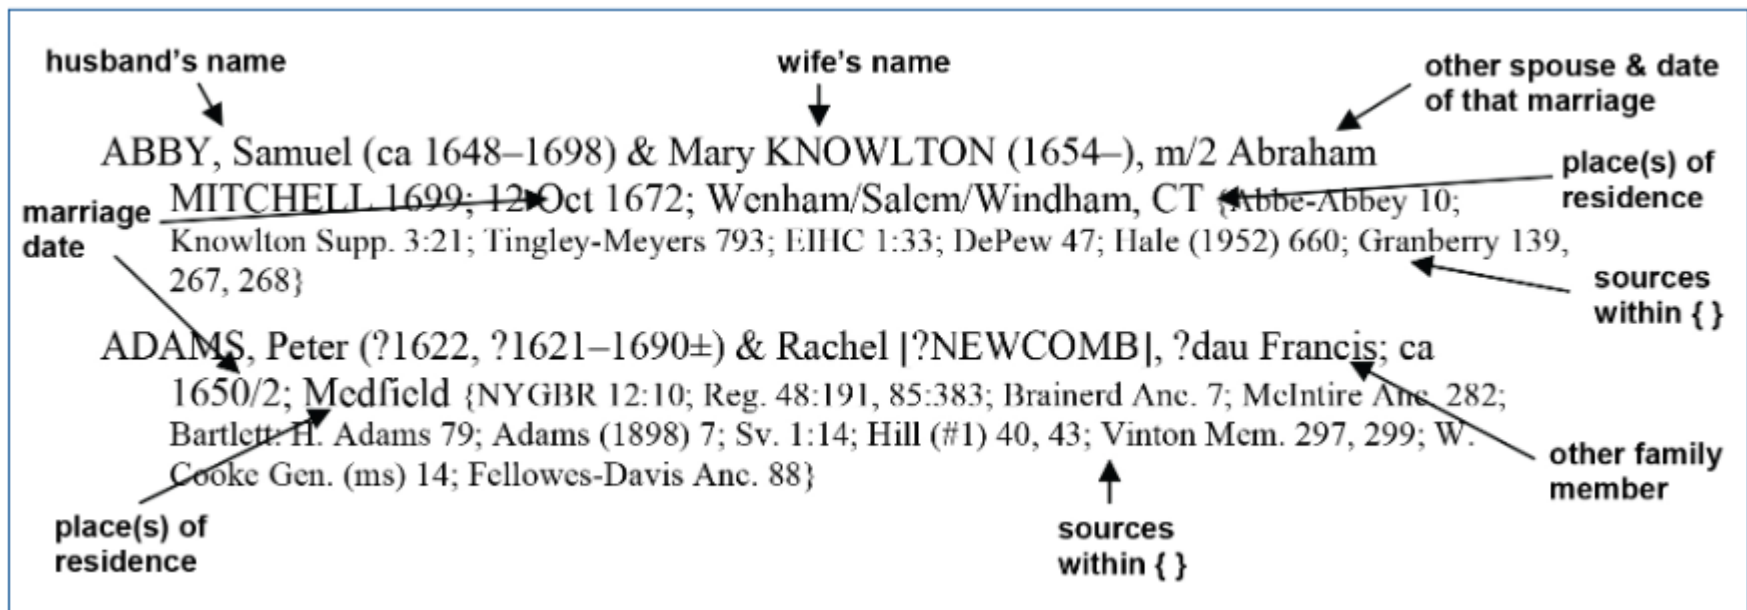 husband's name
wife's name
other spouse & date
of that marriage
ABBY, Samuel (ca 1648–1698) & Mary KNOWLTON (1654–), m/2 Abraham
MITCHELL 1699; 12 Oct 1672; Wenham/Salem/Windham, CT {Abbe-Abbey 10;
Knowlton Supp. 3:21; Tingley-Meyers 793; EIHC 1:33; DePew 47; Hale (1952) 660; Granberry 139,
267, 268}
place(s) of
residence
marriage
date
sources
within { }
ADAMS, Peter (?1622, ?1621–1690±) & Rachel [?NEWCOMB], ?dau Francis; ca
1650/2; Medfield {NYGBR 12:10; Reg. 48:191, 85:383; Brainerd Anc. 7; McIntire Anc. 282;
Bartlett: H. Adams 79; Adams (1898) 7; Sv. 1:14; Hill (#1) 40, 43; Vinton Mem. 297, 299; W.
Cooke Gen. (ms) 14; Fellowes-Davis Anc. 88}
other family
member
place(s) of
residence
sources
within { }